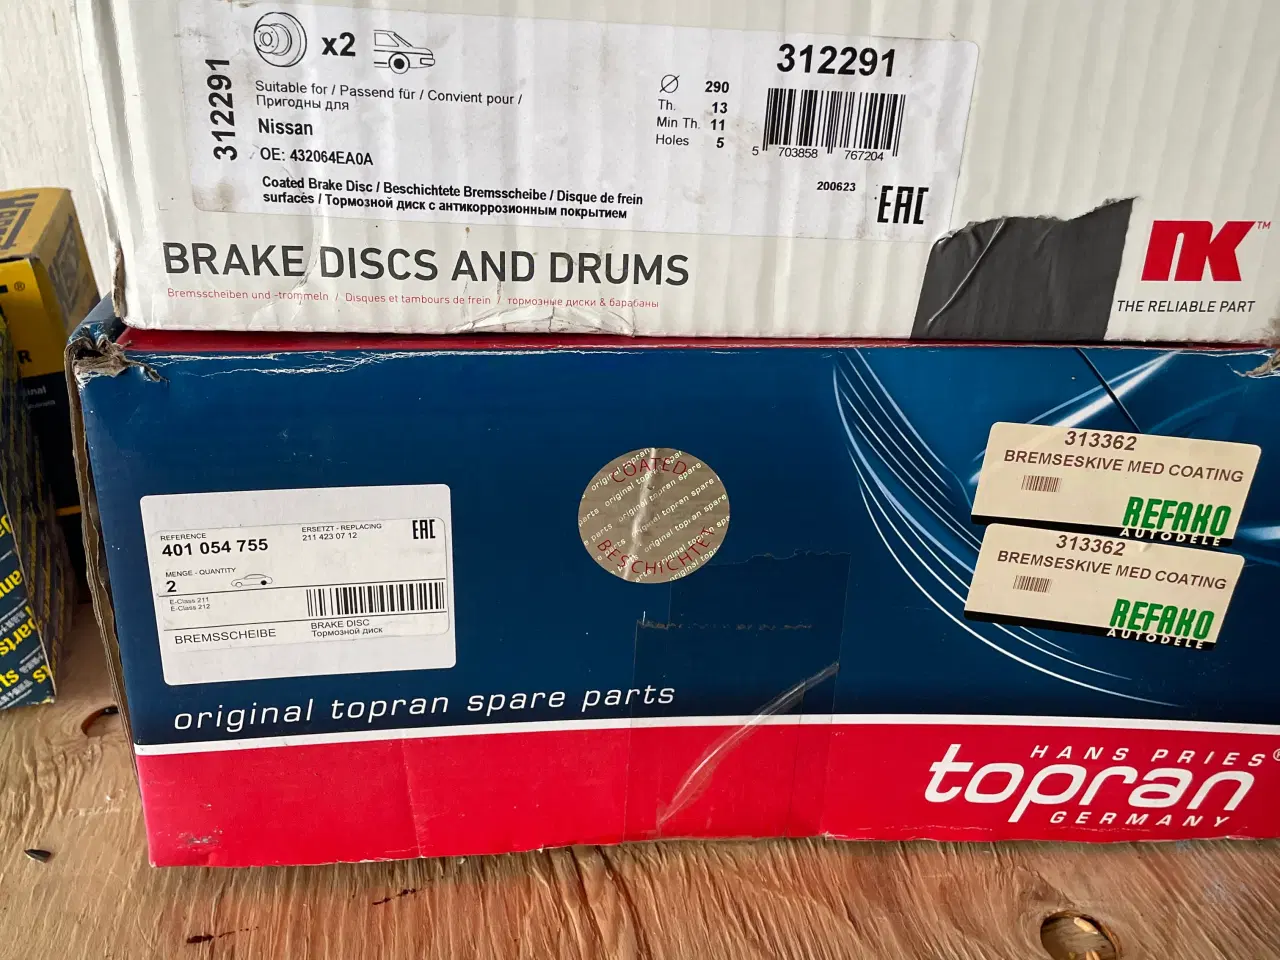 312291
x2
Suitable for / Passend für / Convient pour /
Пригодны для
Nissan
OE: 432064EA0A
Coated Brake Disc / Beschichtete Bremsscheibe / Disque de frein
surfaces / Тормозной диск с антикоррозионным покрытием
290
Th. 13
Min Th. 11
Holes 5
312291
5 703858 767204
200623
EAC
BRAKE DISCS AND DRUMS
Bremsscheiben und -trommeln / Disques et tambours de frein / тормозные диски & барабаны
NK™
THE RELIABLE PART
REFERENCE
401 054 755
ERSETZT - REPLACING
211 423 07 12
EAC
MENGE - QUANTITY
2
E-Class 211
E-Class 212
BREMSSCHEIBE
BRAKE DISC
Тормозной диск
COATED
original topran spare parts
BESCHICHTET
313362
BREMSESKIVE MED COATING
REFAKO
AUTODELE
313362
BREMSESKIVE MED COATING
REFAKO
AUTODELE
original topran spare parts
HANS PRIES®
topran
GERMANY